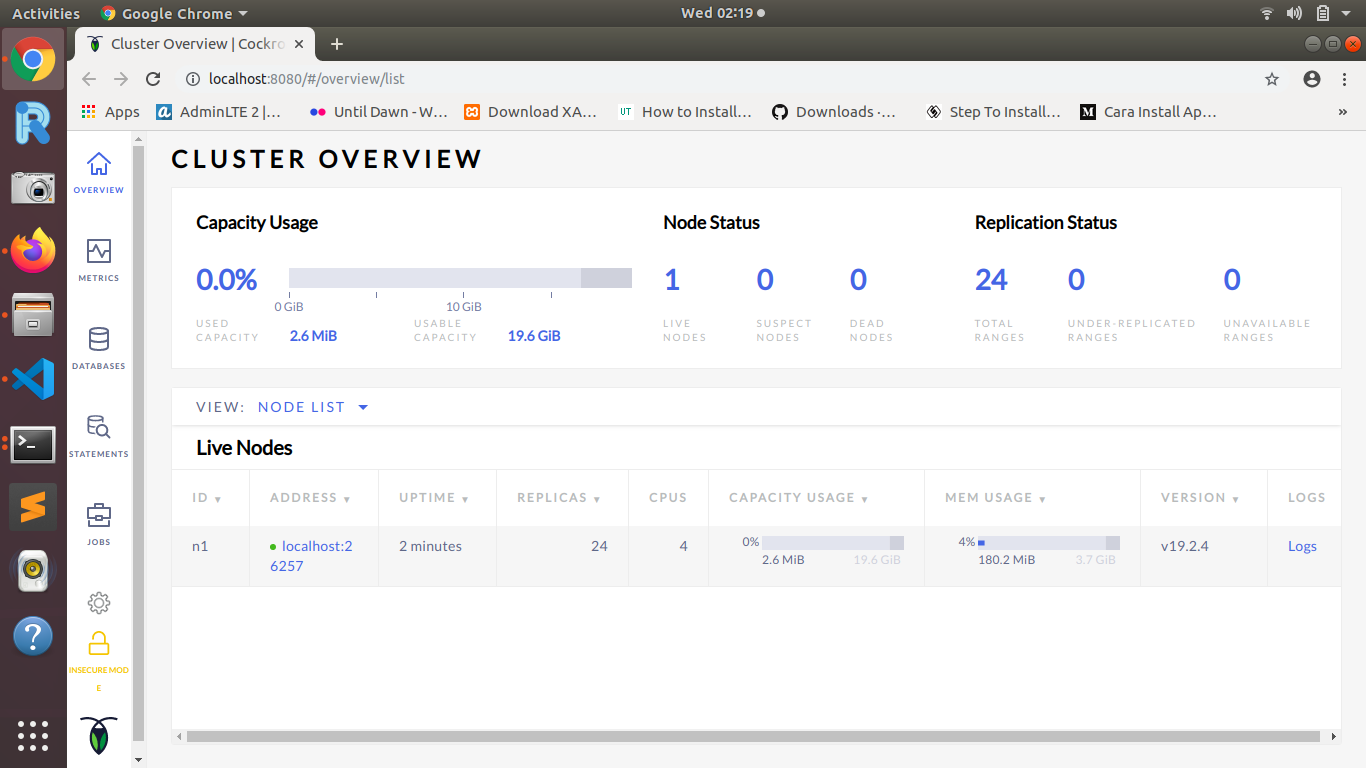 Activities Google Chrome Wed 02:19
Cluster Overview | Cockro
localhost:8080/#/overview/list
Apps AdminLTE 2 |... Until Dawn - W... Download XA... UT How to Install... Downloads ·... Step To Install... M Cara Install Ap... »
OVERVIEW
METRICS
DATABASES
STATEMENTS
JOBS
INSECURE MOD
E
CLUSTER OVERVIEW
Capacity Usage
0.0%
0 GiB 10 GiB
USED
CAPACITY
2.6 MiB
USABLE
CAPACITY
19.6 GiB
Node Status
1 0 0
LIVE
NODES
SUSPECT
NODES
DEAD
NODES
Replication Status
24 0 0
TOTAL
RANGES
UNDER-REPLICATED
RANGES
UNAVAILABLE
RANGES
VIEW: NODE LIST
Live Nodes
ID ADDRESS UPTIME REPLICAS CPUS CAPACITY USAGE MEM USAGE VERSION LOGS
n1 localhost:2 2 minutes 24 4 0% 4% v19.2.4 Logs
6257 2.6 MiB 19.6 GiB 180.2 MiB 3.7 GiB